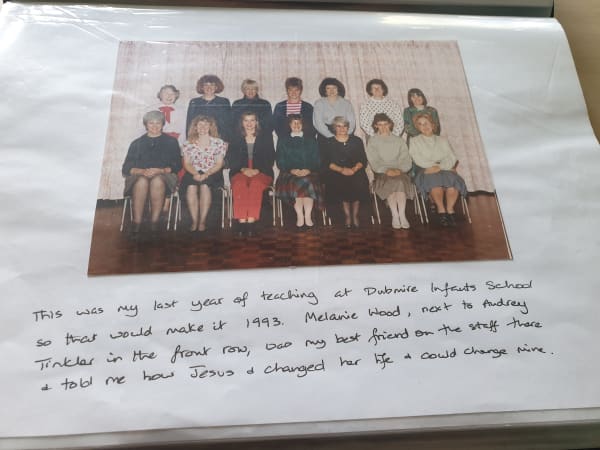 This was my last year of teaching at Dubmire Infants School
so that would make it 1993. Melanie Wood, next to Audrey
Tinkler in the front row, was my best friend on the staff there
& told me how Jesus & changed her life & could change mine.